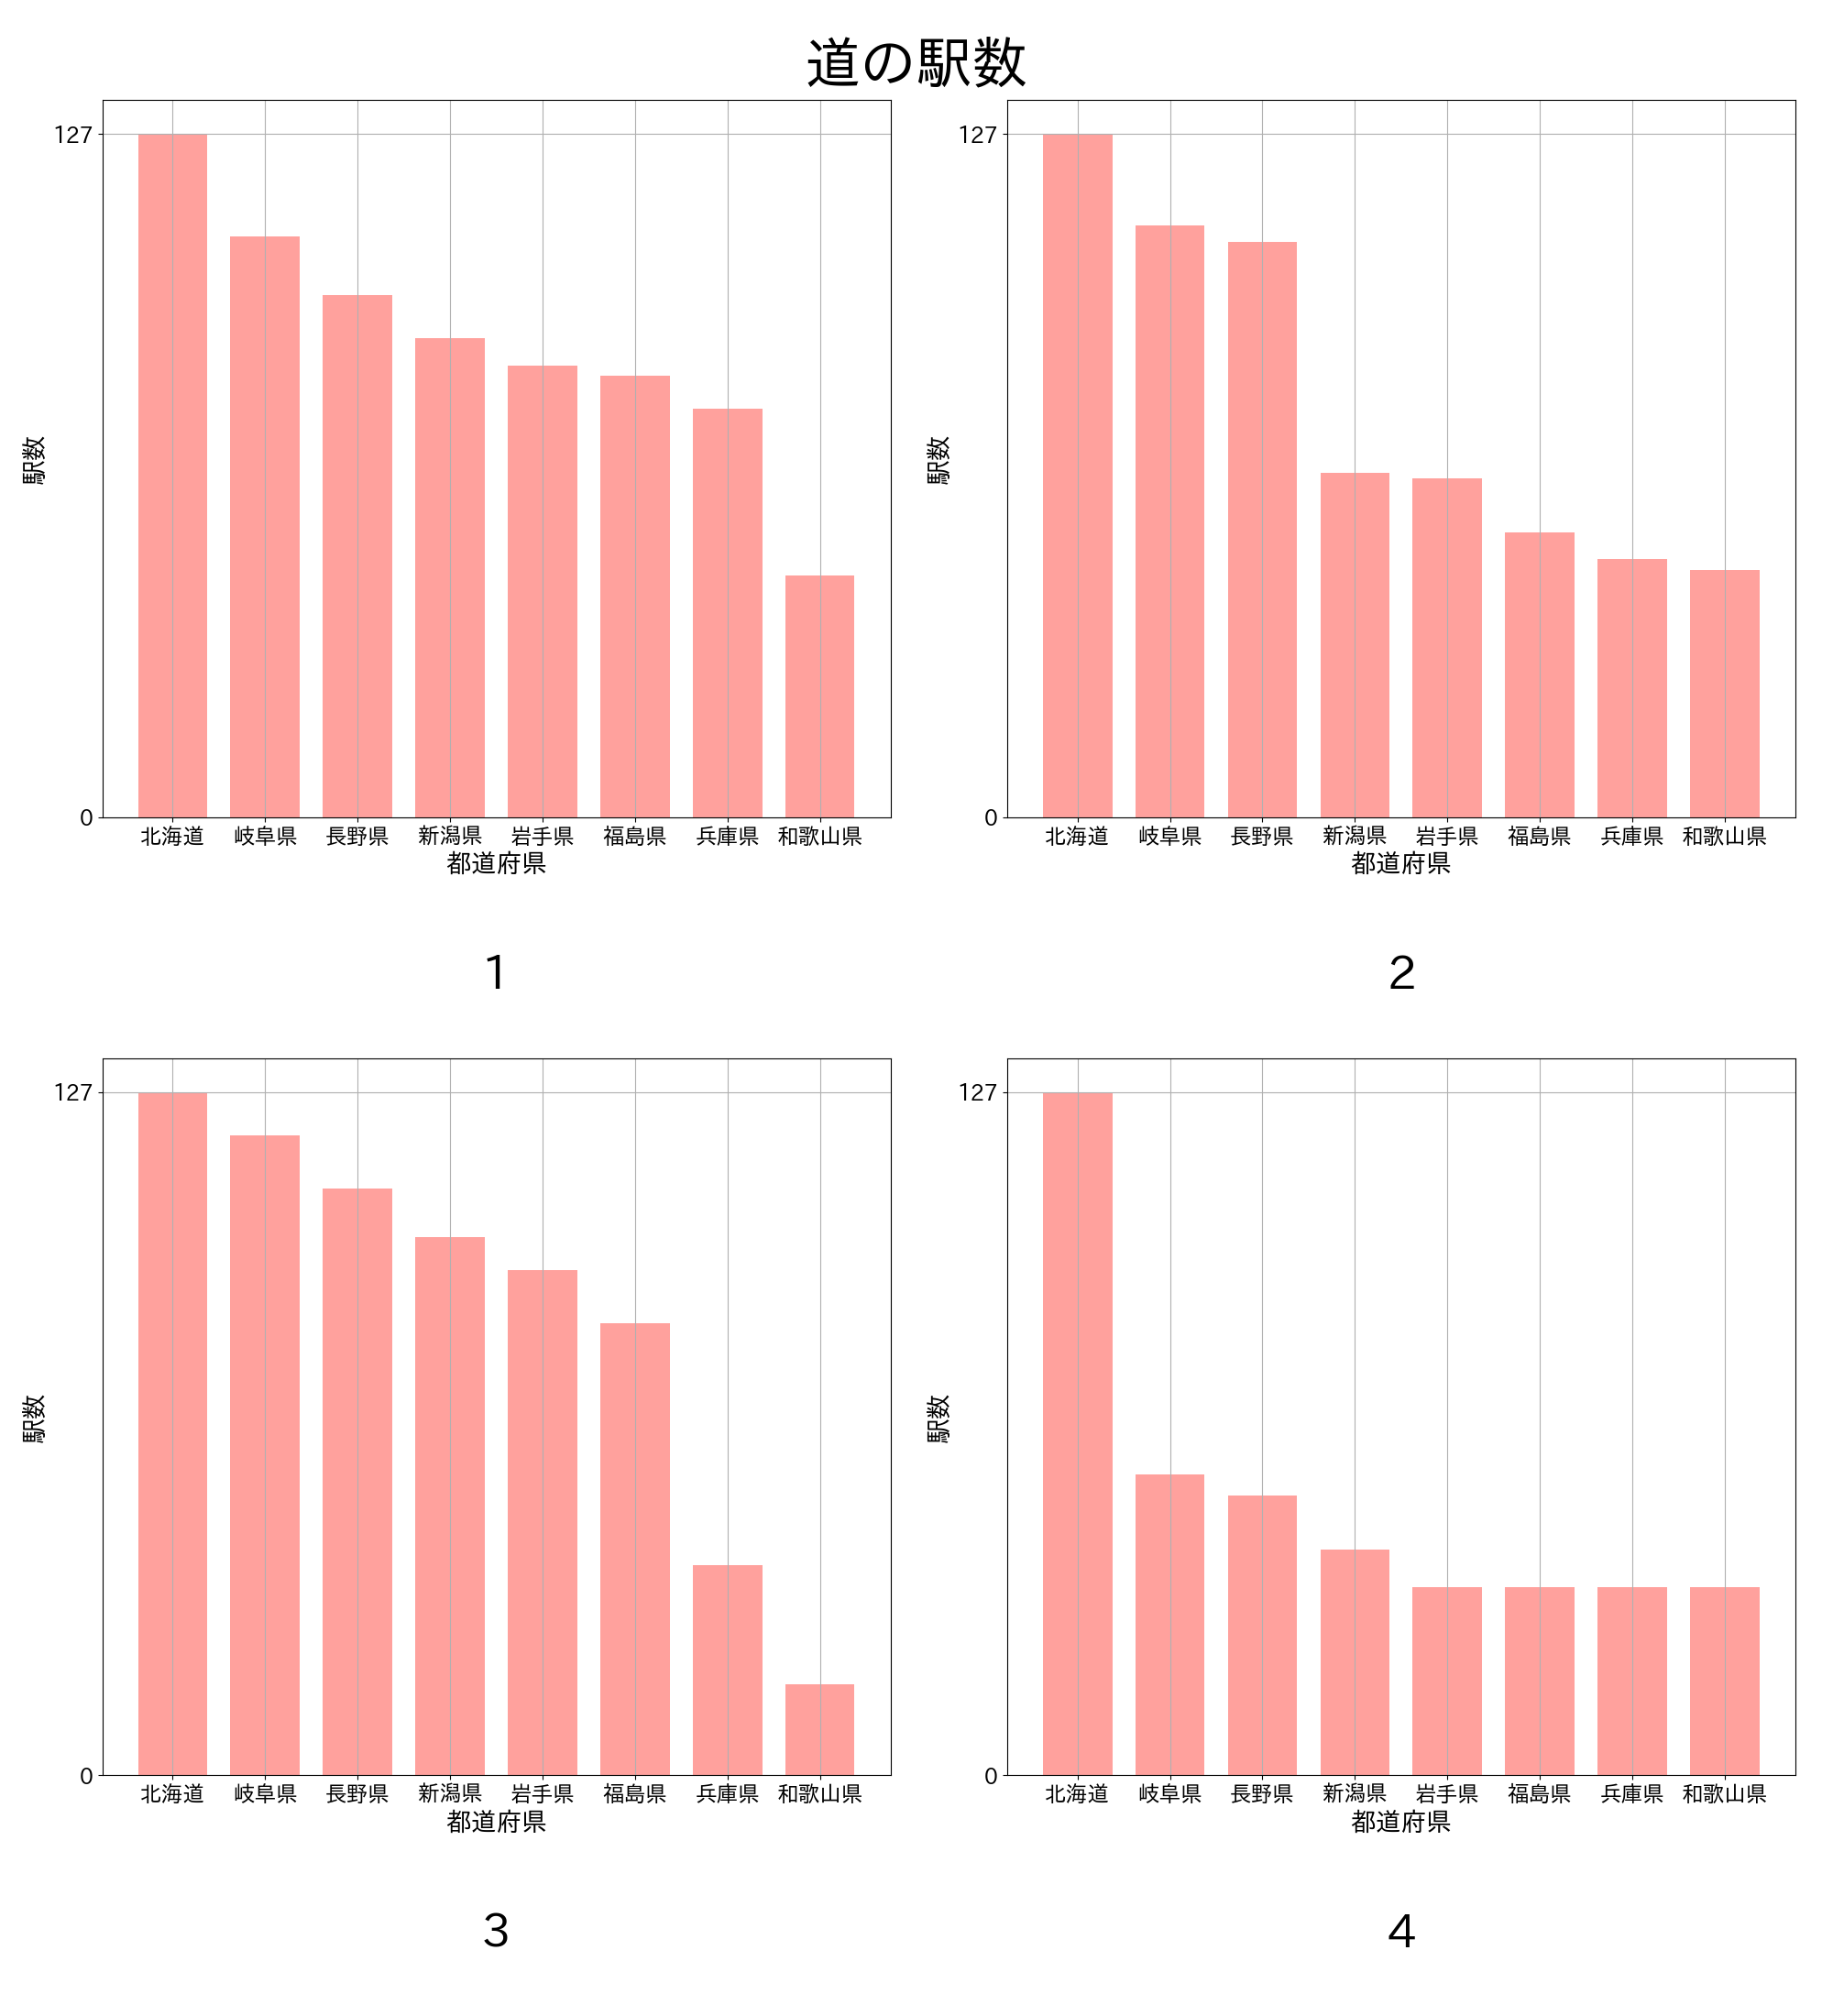 道の駅数
127
0
駅数
北海道 岐阜県 長野県 新潟県 岩手県 福島県 兵庫県 和歌山県
都道府県
1
127
0
駅数
北海道 岐阜県 長野県 新潟県 岩手県 福島県 兵庫県 和歌山県
都道府県
2
127
0
駅数
北海道 岐阜県 長野県 新潟県 岩手県 福島県 兵庫県 和歌山県
都道府県
3
127
0
駅数
北海道 岐阜県 長野県 新潟県 岩手県 福島県 兵庫県 和歌山県
都道府県
4